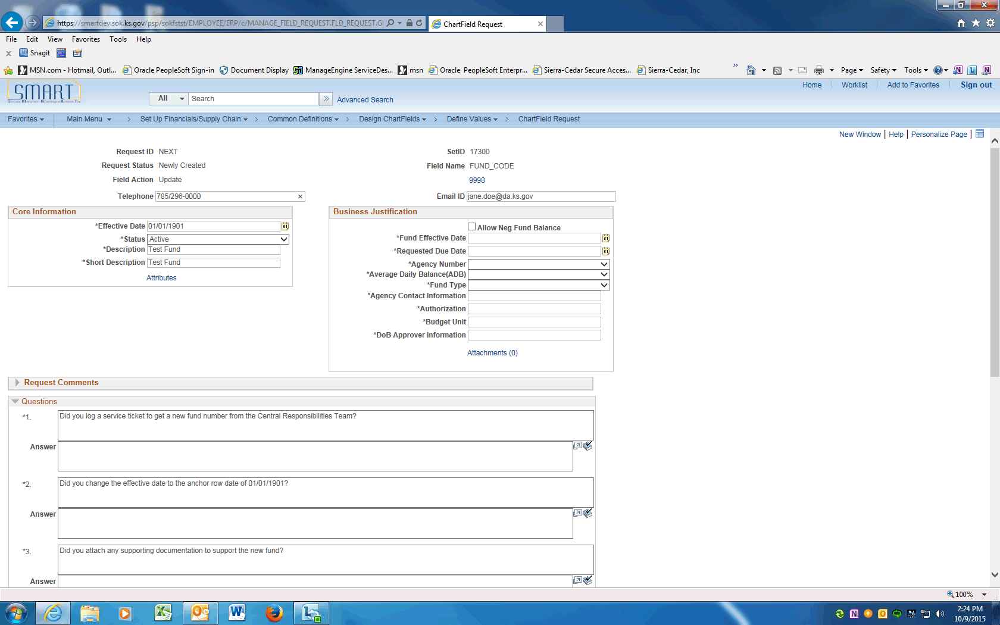 https://smartdev.sok.ks.gov/psp/sokfstst/EMPLOYEE/ERP/c/MANAGE_FIELD_REQUEST.FLD_REQUEST.GI
ChartField Request
File Edit View Favorites Tools Help
Snagit
MSN.com - Hotmail, Outl... Oracle PeopleSoft Sign-in Document Display ManageEngine ServiceDes... msn Oracle PeopleSoft Enterpr... Sierra-Cedar Secure Acces... Sierra-Cedar, Inc Page Safety Tools
SMART
Home Worklist Add to Favorites Sign out
All Search Advanced Search
Favorites Main Menu > Set Up Financials/Supply Chain > Common Definitions > Design ChartFields > Define Values > ChartField Request
New Window | Help | Personalize Page |
Request ID NEXT SetID 17300
Request Status Newly Created Field Name FUND_CODE
Field Action Update 9998
Telephone 785/296-0000 Email ID jane.doe@da.ks.gov
Core Information
*Effective Date 01/01/1901
*Status Active
*Description Test Fund
*Short Description Test Fund
Attributes
Business Justification
Allow Neg Fund Balance
*Fund Effective Date
*Requested Due Date
*Agency Number
*Average Daily Balance(ADB)
*Fund Type
*Agency Contact Information
*Authorization
*Budget Unit
*DoB Approver Information
Attachments (0)
Request Comments
Questions
*1. Did you log a service ticket to get a new fund number from the Central Responsibilities Team?
Answer
*2. Did you change the effective date to the anchor row date of 01/01/1901?
Answer
*3. Did you attach any supporting documentation to support the new fund?
Answer
100%
2:24 PM
10/9/2015